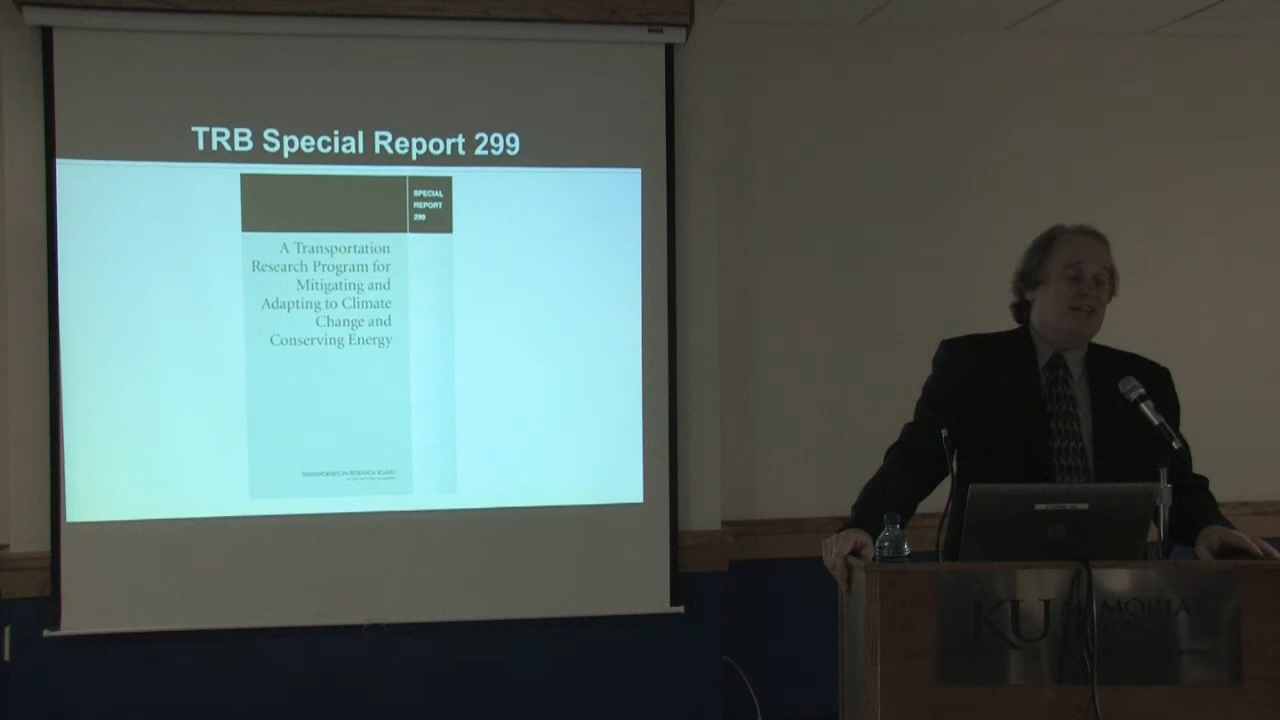 TRB Special Report 299
SPECIAL
REPORT
299
A Transportation
Research Program for
Mitigating and
Adapting to Climate
Change and
Conserving Energy
TRANSPORTATION RESEARCH BOARD
KU